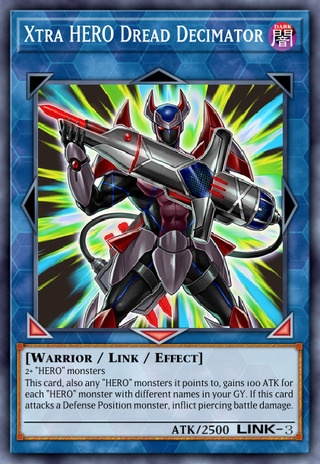 Xtra HERO Dread Decimator
DARK
闇
[Warrior / Link / Effect]
2+ "HERO" monsters
This card, also any "HERO" monsters it points to, gains 100 ATK for
each "HERO" monster with different names in your GY. If this card
attacks a Defense Position monster, inflict piercing battle damage.
ATK/2500 LINK-3